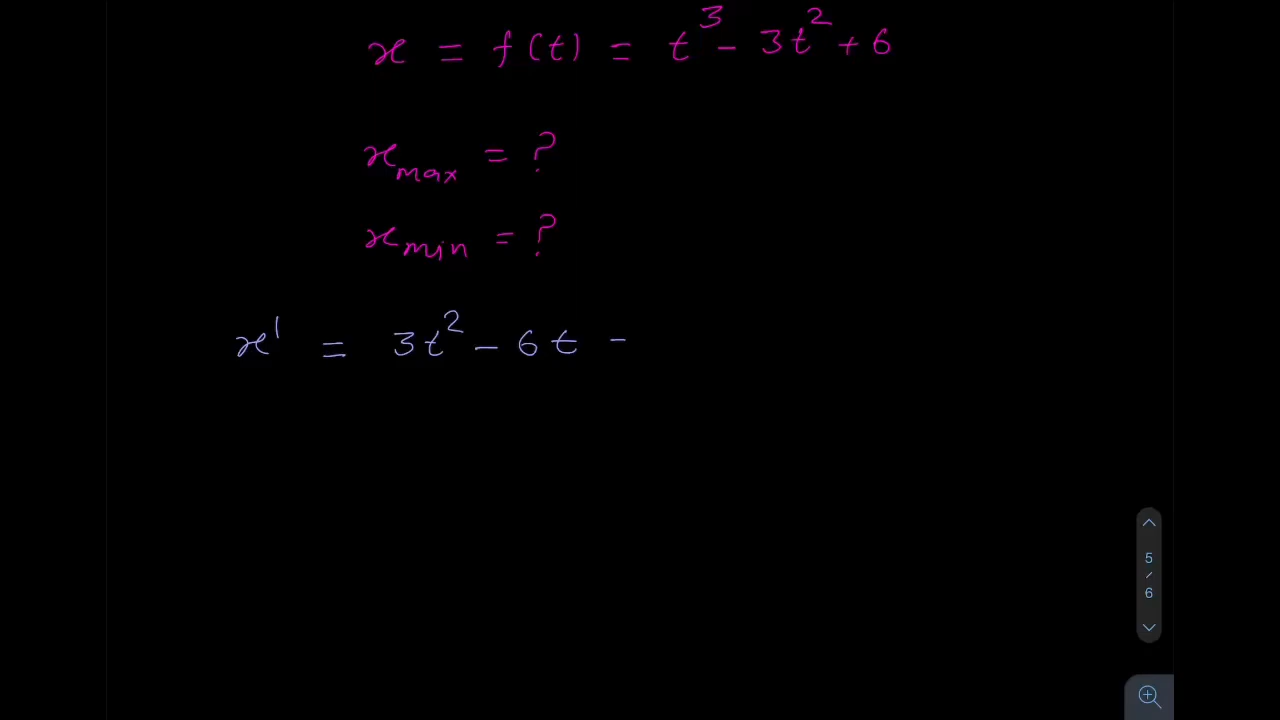 x = f(t) = t³ - 3t² + 6
x_max = ?
x_min = ?
x' = 3t² - 6t -
5/6